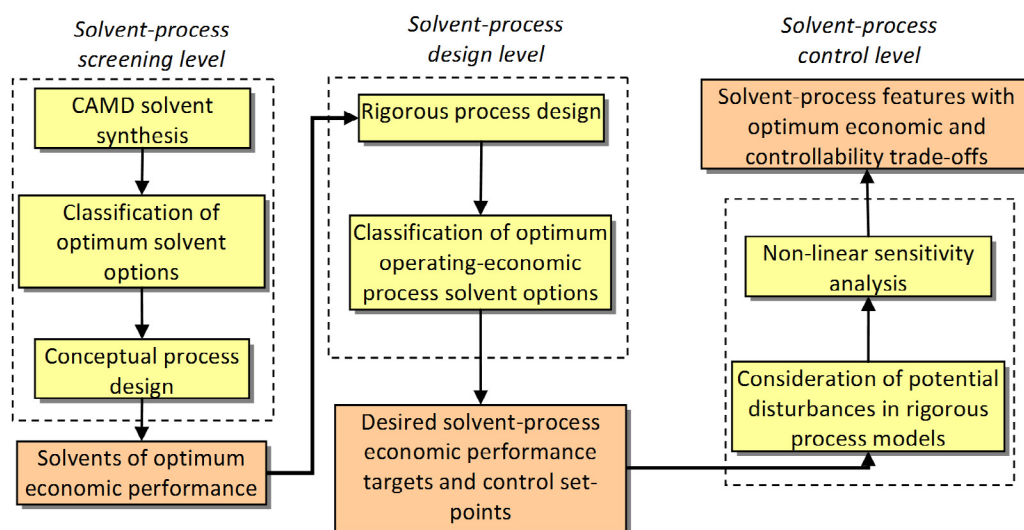 Solvent-process
screening level
CAMD solvent
synthesis
Classification of
optimum solvent
options
Conceptual process
design
Solvents of optimum
economic performance
Solvent-process
design level
Rigorous process design
Classification of optimum
operating-economic
process solvent options
Desired solvent-process
economic performance
targets and control set-
points
Solvent-process
control level
Solvent-process features with
optimum economic and
controllability trade-offs
Non-linear sensitivity
analysis
Consideration of potential
disturbances in rigorous
process models